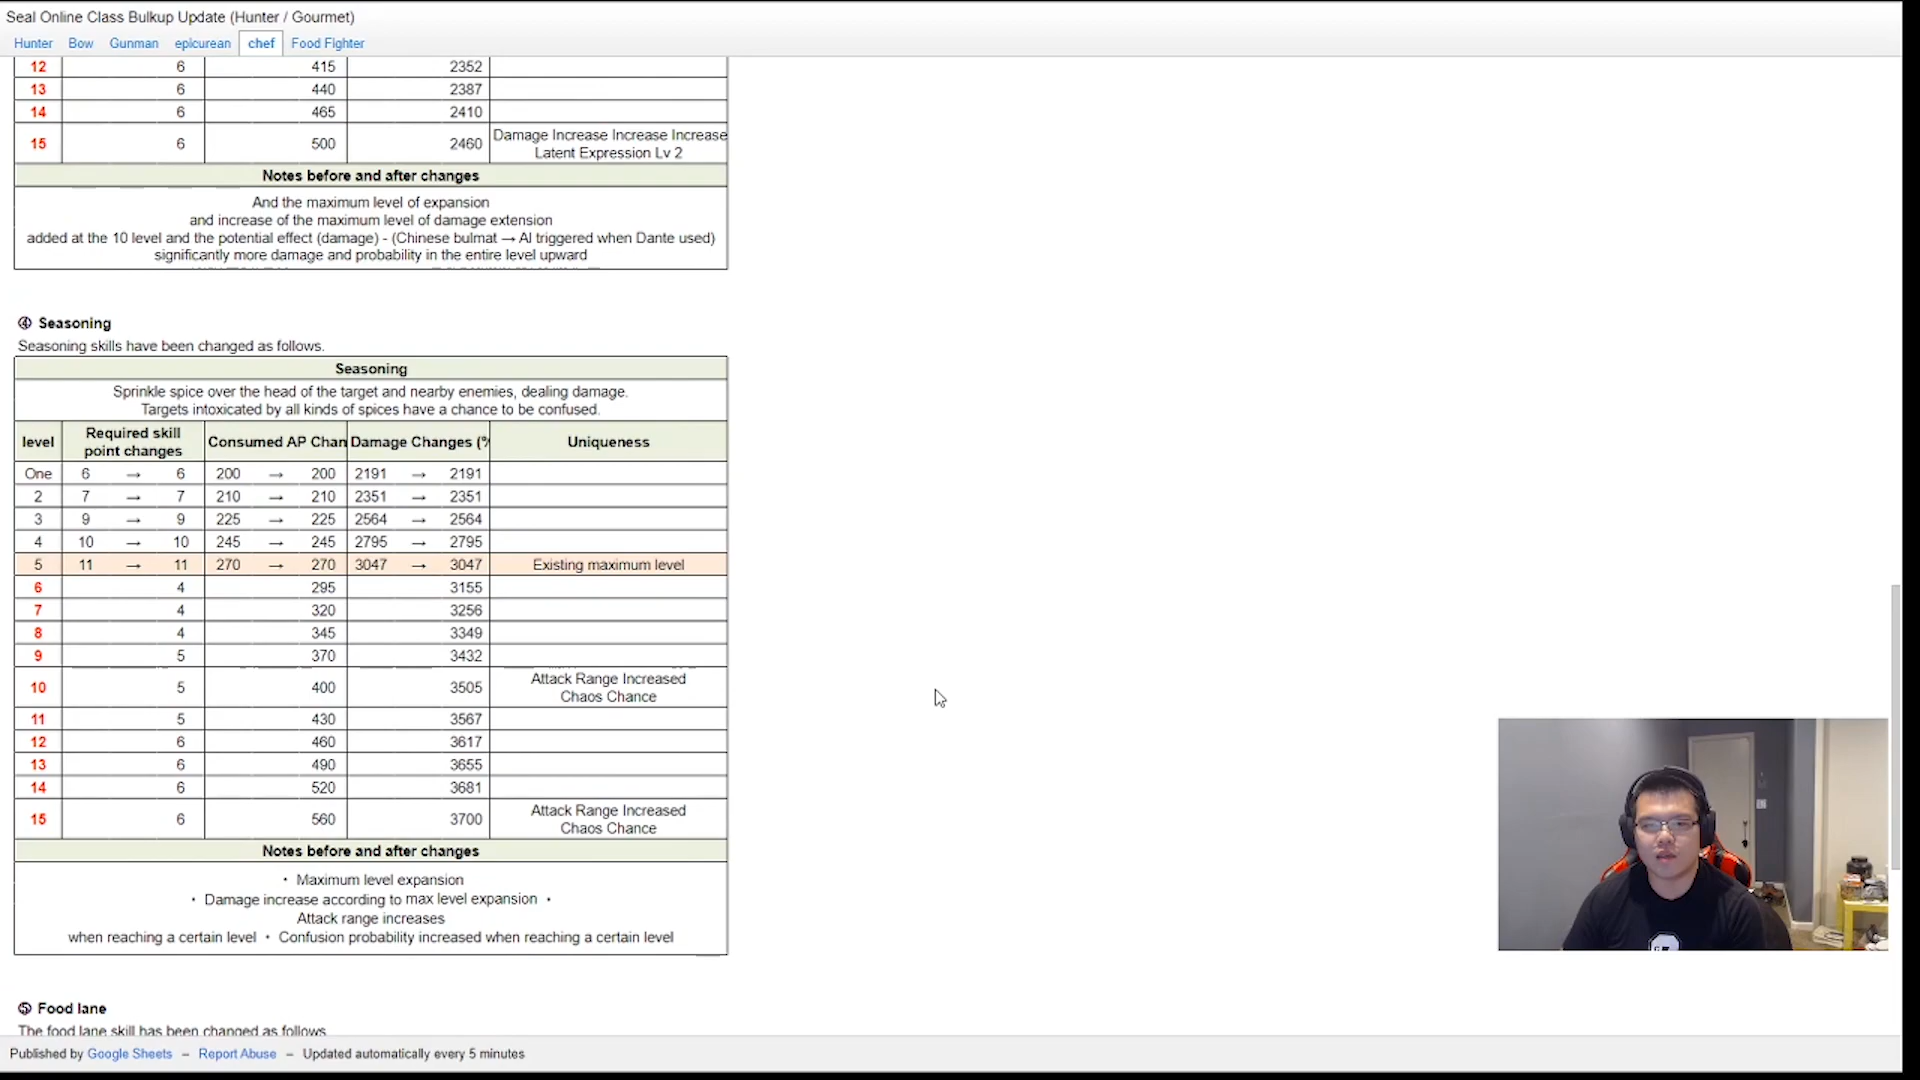 Seal Online Class Bulkup Update (Hunter / Gourmet)
Hunter Bow Gunman epicurean chef Food Fighter
12 6 415 2352
13 6 440 2387
14 6 465 2410
15 6 500 2460 Damage Increase Increase Increase
Latent Expression Lv 2
Notes before and after changes
And the maximum level of expansion
and increase of the maximum level of damage extension
added at the 10 level and the potential effect (damage) - (Chinese bulmat → Al triggered when Dante used)
significantly more damage and probability in the entire level upward
④ Seasoning
Seasoning skills have been changed as follows.
Seasoning
Sprinkle spice over the head of the target and nearby enemies, dealing damage.
Targets intoxicated by all kinds of spices have a chance to be confused.
level Required skill point changes Consumed AP Chan Damage Changes (% Uniqueness
One 6 → 6 200 → 200 2191 → 2191
2 7 → 7 210 → 210 2351 → 2351
3 9 → 9 225 → 225 2564 → 2564
4 10 → 10 245 → 245 2795 → 2795
5 11 → 11 270 → 270 3047 → 3047 Existing maximum level
6 4 295 3155
7 4 320 3256
8 4 345 3349
9 5 370 3432
10 5 400 3505 Attack Range Increased
Chaos Chance
11 5 430 3567
12 6 460 3617
13 6 490 3655
14 6 520 3681
15 6 560 3700 Attack Range Increased
Chaos Chance
Notes before and after changes
・ Maximum level expansion
・ Damage increase according to max level expansion ・
Attack range increases
when reaching a certain level ・ Confusion probability increased when reaching a certain level
⑤ Food lane
The food lane skill has been changed as follows
Published by Google Sheets – Report Abuse – Updated automatically every 5 minutes